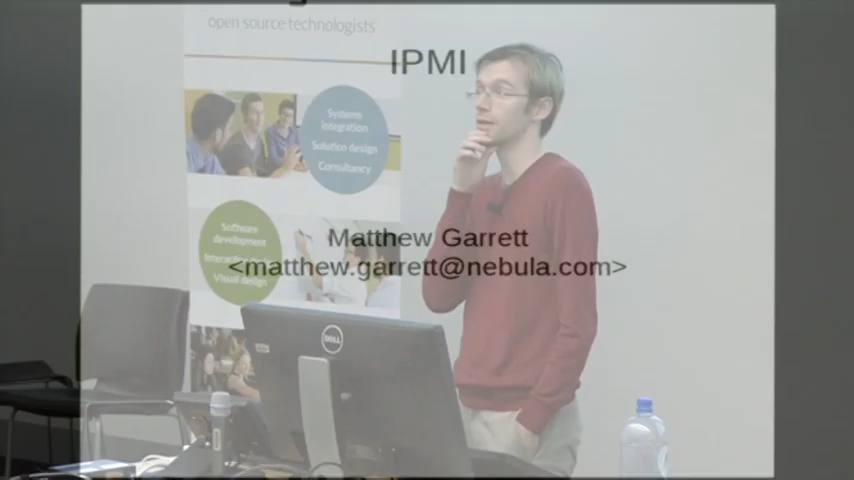 open source technologists
IPMI
Systems
integration
Solution design
Consultancy
Matthew Garrett
<matthew.garrett@nebula.com>
Software
development
Visual design
DELL